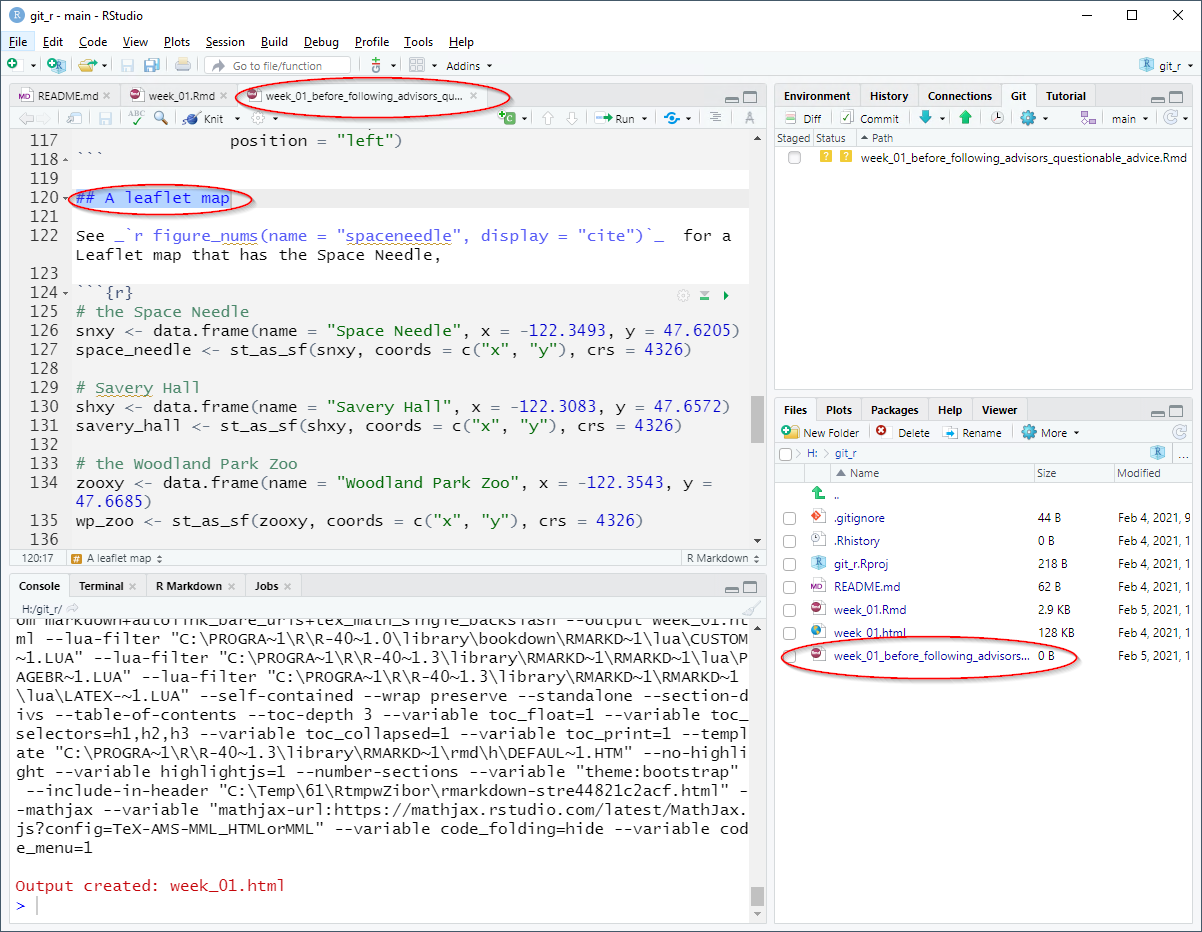 git_r - main - RStudio
File Edit Code View Plots Session Build Debug Profile Tools Help
Go to file/function Addins git_r
README.md week_01.Rmd week_01_before_following_advisors_qu...
ABC Knit Run
117 position = "left")
118 ```
119
120 ## A leaflet map
121
122 See _`r figure_nums(name = "spaceneedle", display = "cite")`_ for a
Leaflet map that has the Space Needle,
123
124 ```{r}
125 # the Space Needle
126 snxy <- data.frame(name = "Space Needle", x = -122.3493, y = 47.6205)
127 space_needle <- st_as_sf(snxy, coords = c("x", "y"), crs = 4326)
128
129 # Savery Hall
130 shxy <- data.frame(name = "Savery Hall", x = -122.3083, y = 47.6572)
131 savery_hall <- st_as_sf(shxy, coords = c("x", "y"), crs = 4326)
132
133 # the Woodland Park Zoo
134 zooxy <- data.frame(name = "Woodland Park Zoo", x = -122.3543, y =
47.6685)
135 wp_zoo <- st_as_sf(zooxy, coords = c("x", "y"), crs = 4326)
136
120:17 # A leaflet map R Markdown
Console Terminal R Markdown Jobs
H:/git_r/
om markdown+autolink_bare_uris+tex_math_single_backslash --output week_01.ht
ml --lua-filter "C:\PROGRA~1\R\R-40~1.0\library\bookdown\RMARKD~1\lua\CUSTOM
~1.LUA" --lua-filter "C:\PROGRA~1\R\R-40~1.3\library\RMARKD~1\RMARKD~1\lua\P
AGEBR~1.LUA" --lua-filter "C:\PROGRA~1\R\R-40~1.3\library\RMARKD~1\RMARKD~1
\lua\LATEX-~1.LUA" --self-contained --wrap preserve --standalone --section-d
ivs --table-of-contents --toc-depth 3 --variable toc_float=1 --variable toc_
selectors=h1,h2,h3 --variable toc_collapsed=1 --variable toc_print=1 --templ
ate "C:\PROGRA~1\R\R-40~1.3\library\RMARKD~1\rmd\h\DEFAUL~1.HTM" --no-highli
ght --variable highlightjs=1 --number-sections --variable "theme:bootstrap"
--include-in-header "C:\Temp\61\RtmpwZibor\rmarkdown-stre44821c2acf.html" -
-mathjax --variable "mathjax-url:https://mathjax.rstudio.com/latest/MathJax.
js?config=TeX-AMS-MML_HTMLorMML" --variable code_folding=hide --variable cod
e_menu=1
Output created: week_01.html
>
Environment History Connections Git Tutorial
Diff Commit main
Staged Status Path
? ? week_01_before_following_advisors_questionable_advice.Rmd
Files Plots Packages Help Viewer
New Folder Delete Rename More
H: git_r ...
Name Size Modified
..
.gitignore 44 B Feb 4, 2021, 9
.Rhistory 0 B Feb 4, 2021, 1
git_r.Rproj 218 B Feb 4, 2021, 1
README.md 62 B Feb 4, 2021, 1
week_01.Rmd 2.9 KB Feb 5, 2021, 1
week_01.html 128 KB Feb 5, 2021, 1
week_01_before_following_advisors... 0 B Feb 5, 2021, 1